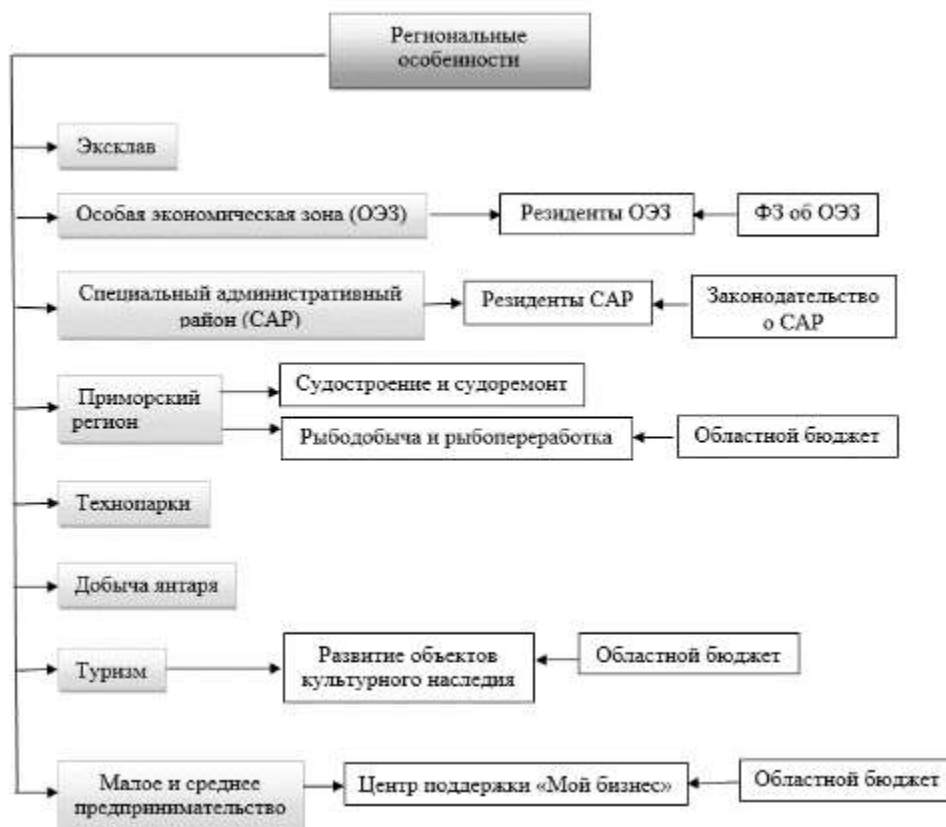 Региональные
особенности
Эксклав
Особая экономическая зона (ОЭЗ)
Резиденты ОЭЗ
ФЗ об ОЭЗ
Специальный административный
район (САР)
Резиденты САР
Законодательство
о САР
Приморский
регион
Судостроение и судоремонт
Рыбодобыча и рыбопереработка
Областной бюджет
Технопарки
Добыча янтаря
Туризм
Развитие объектов
культурного наследия
Областной бюджет
Малое и среднее
предпринимательство
Центр поддержки «Мой бизнес»
Областной бюджет